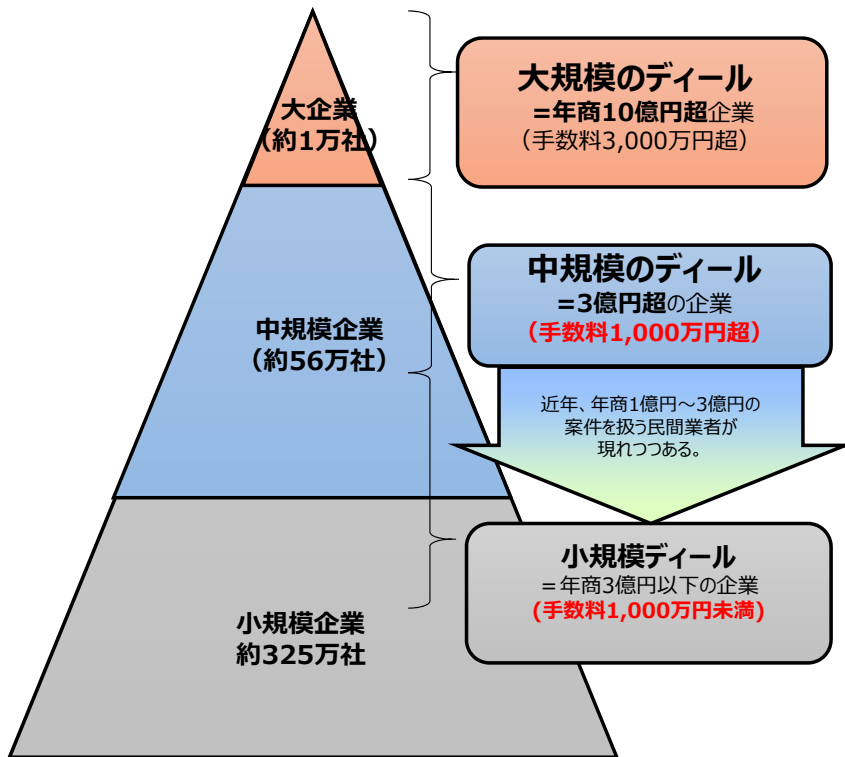 大企業
（約1万社）
大規模のディール
=年商10億円超企業
（手数料3,000万円超）
中規模企業
（約56万社）
中規模のディール
=3億円超の企業
（手数料1,000万円超）
近年、年商1億円～3億円の
案件を扱う民間業者が
現れつつある。
小規模企業
約325万社
小規模ディール
＝年商3億円以下の企業
(手数料1,000万円未満)